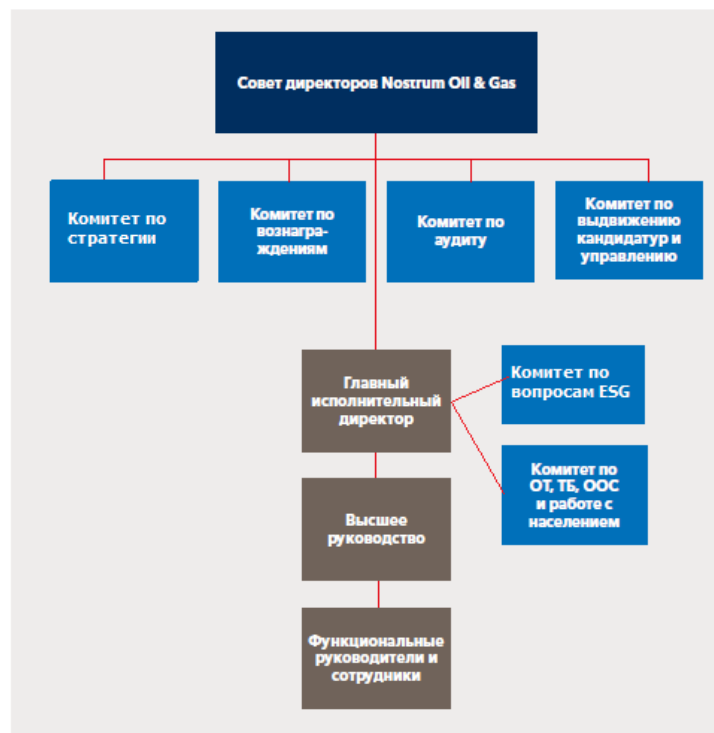 Совет директоров Nostrum Oil & Gas
Комитет по
стратегии
Комитет по
вознагра-
ждениям
Комитет по
аудиту
Комитет по
выдвижению
кандидатур и
управлению
Главный
исполнительный
директор
Комитет по
вопросам ESG
Комитет по
ОТ, ТБ, ООС
и работе с
населением
Высшее
руководство
Функциональные
руководители и
сотрудники